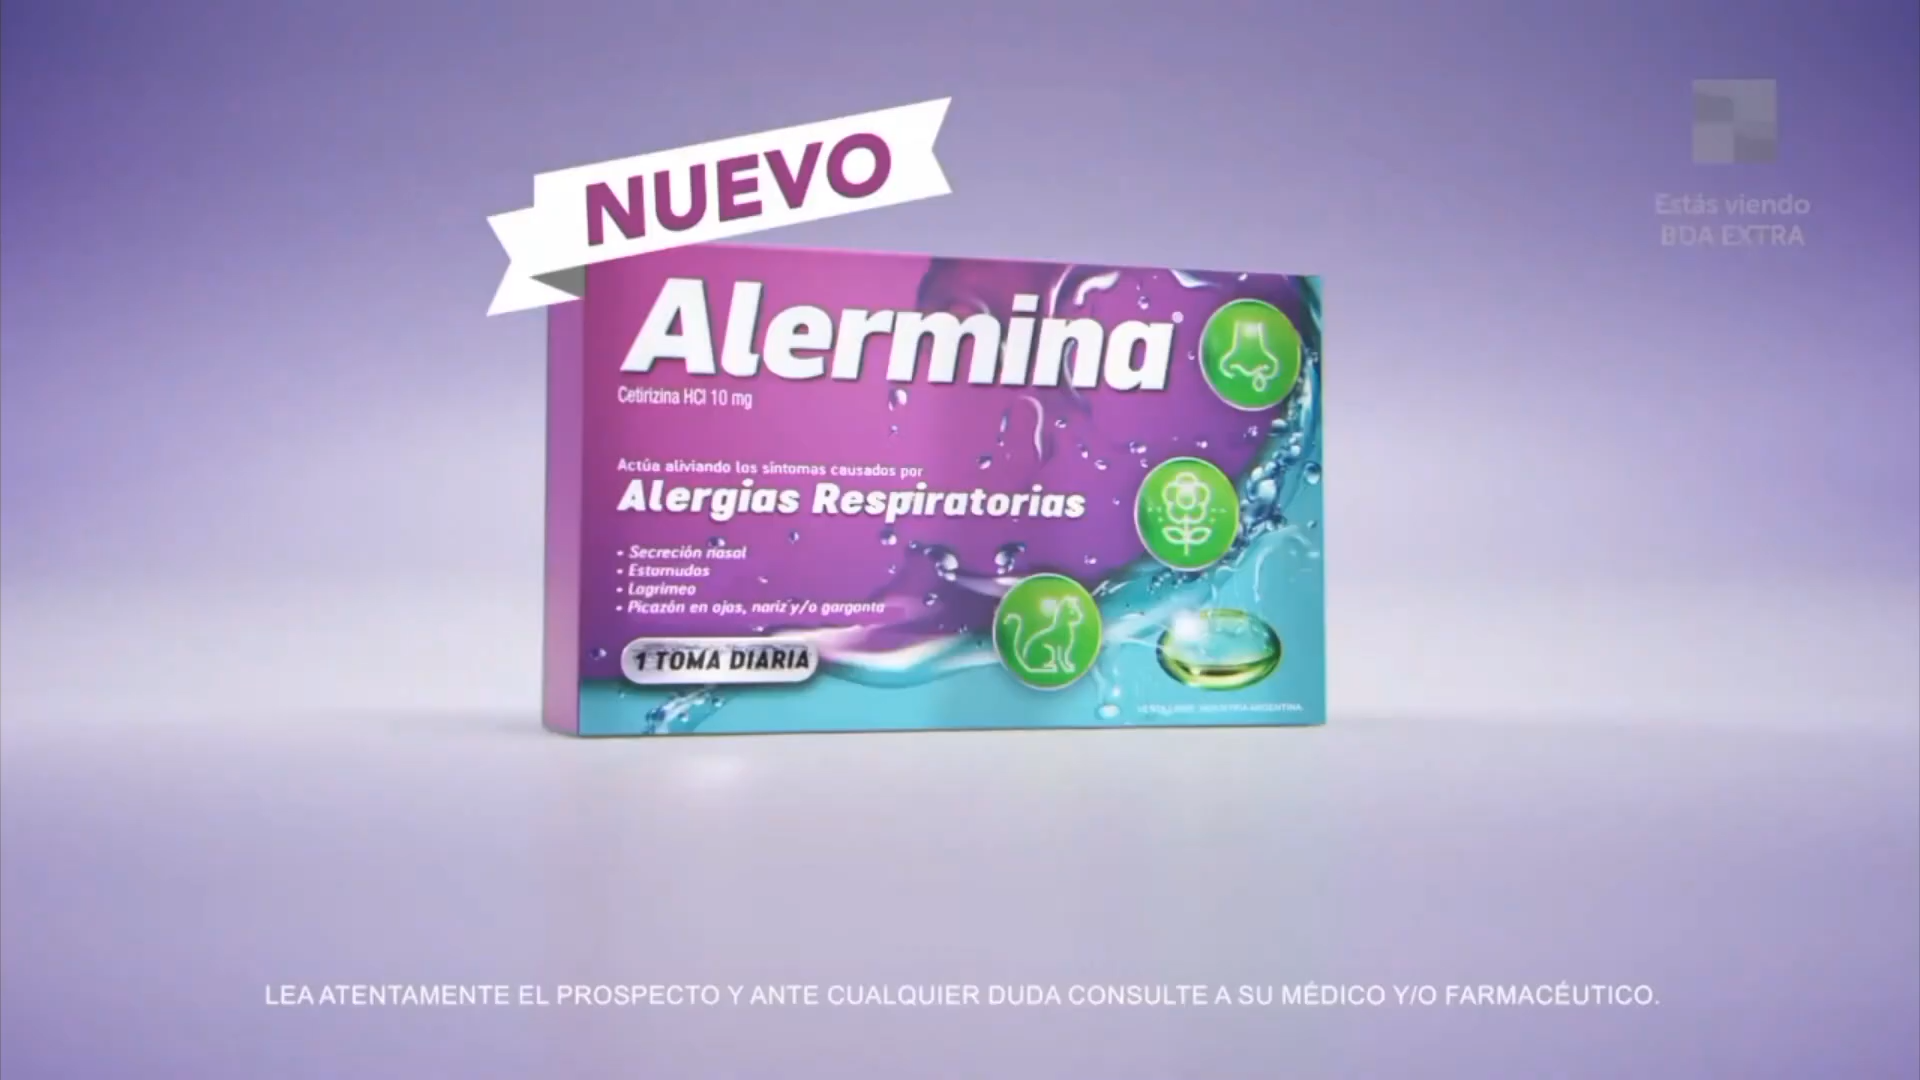 NUEVO
Estás viendo
BDA EXTRA
Alermina®
Cetirizina HCl 10 mg
Actúa aliviando los síntomas causados por
Alergias Respiratorias
• Secreción nasal
• Estornudos
• Lagrimeo
• Picazón en ojos, nariz y/o garganta
1 TOMA DIARIA
INDUSTRIA ARGENTINA.
LEA ATENTAMENTE EL PROSPECTO Y ANTE CUALQUIER DUDA CONSULTE A SU MÉDICO Y/O FARMACÉUTICO.